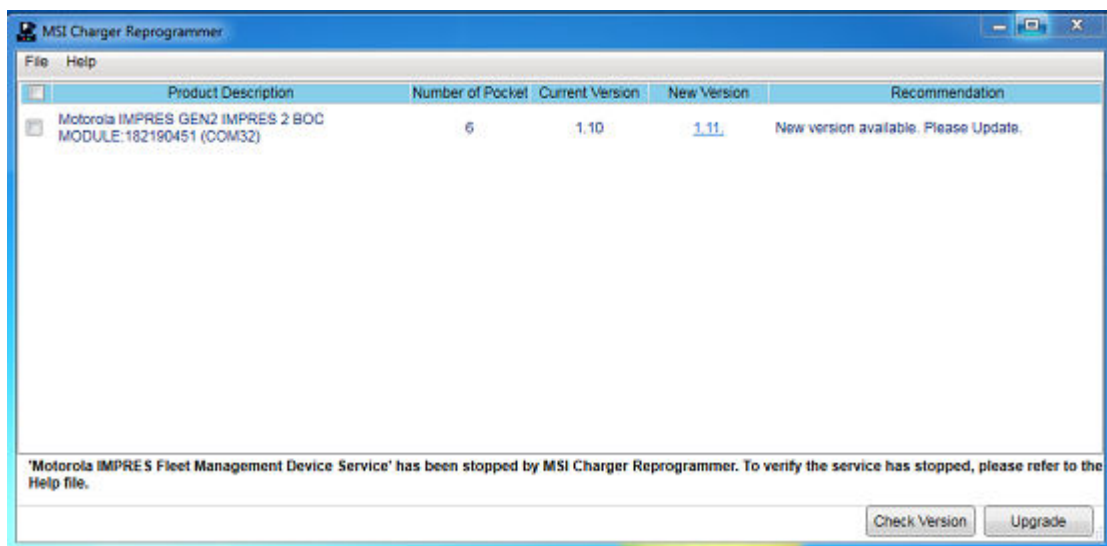 MSI Charger Reprogrammer
File Help
Product Description Number of Pocket Current Version New Version Recommendation
Motorola IMPRES GEN2 IMPRES 2 BOC
MODULE:182190451 (COM32) 6 1.10 1.11. New version available. Please Update.
'Motorola IMPRES Fleet Management Device Service' has been stopped by MSI Charger Reprogrammer. To verify the service has stopped, please refer to the
Help file.
Check Version Upgrade